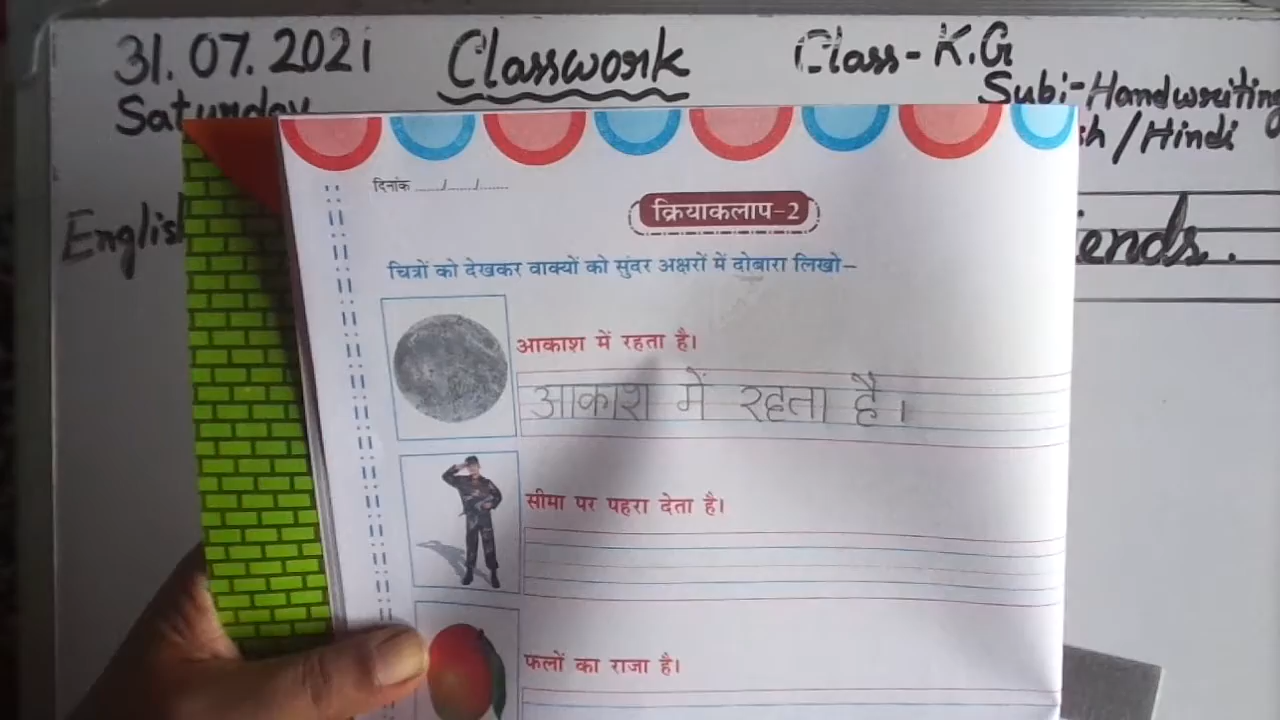 31.07.2021 Classwork Class-K.G
Saturday Subj:-Handwriting
/Hindi
English
दिनांक ....../....../......
क्रियाकलाप-2
चित्रों को देखकर वाक्यों को सुंदर अक्षरों में दोबारा लिखो–
आकाश में रहता है।
आकाश में रहता है।
सीमा पर पहरा देता है।
फलों का राजा है।